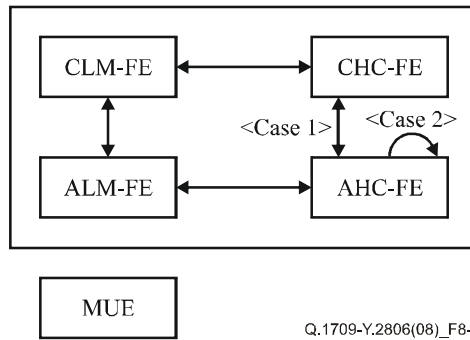 CLM-FE CHC-FE
<Case 1> <Case 2>
ALM-FE AHC-FE
MUE
Q.1709-Y.2806(08)_F8-